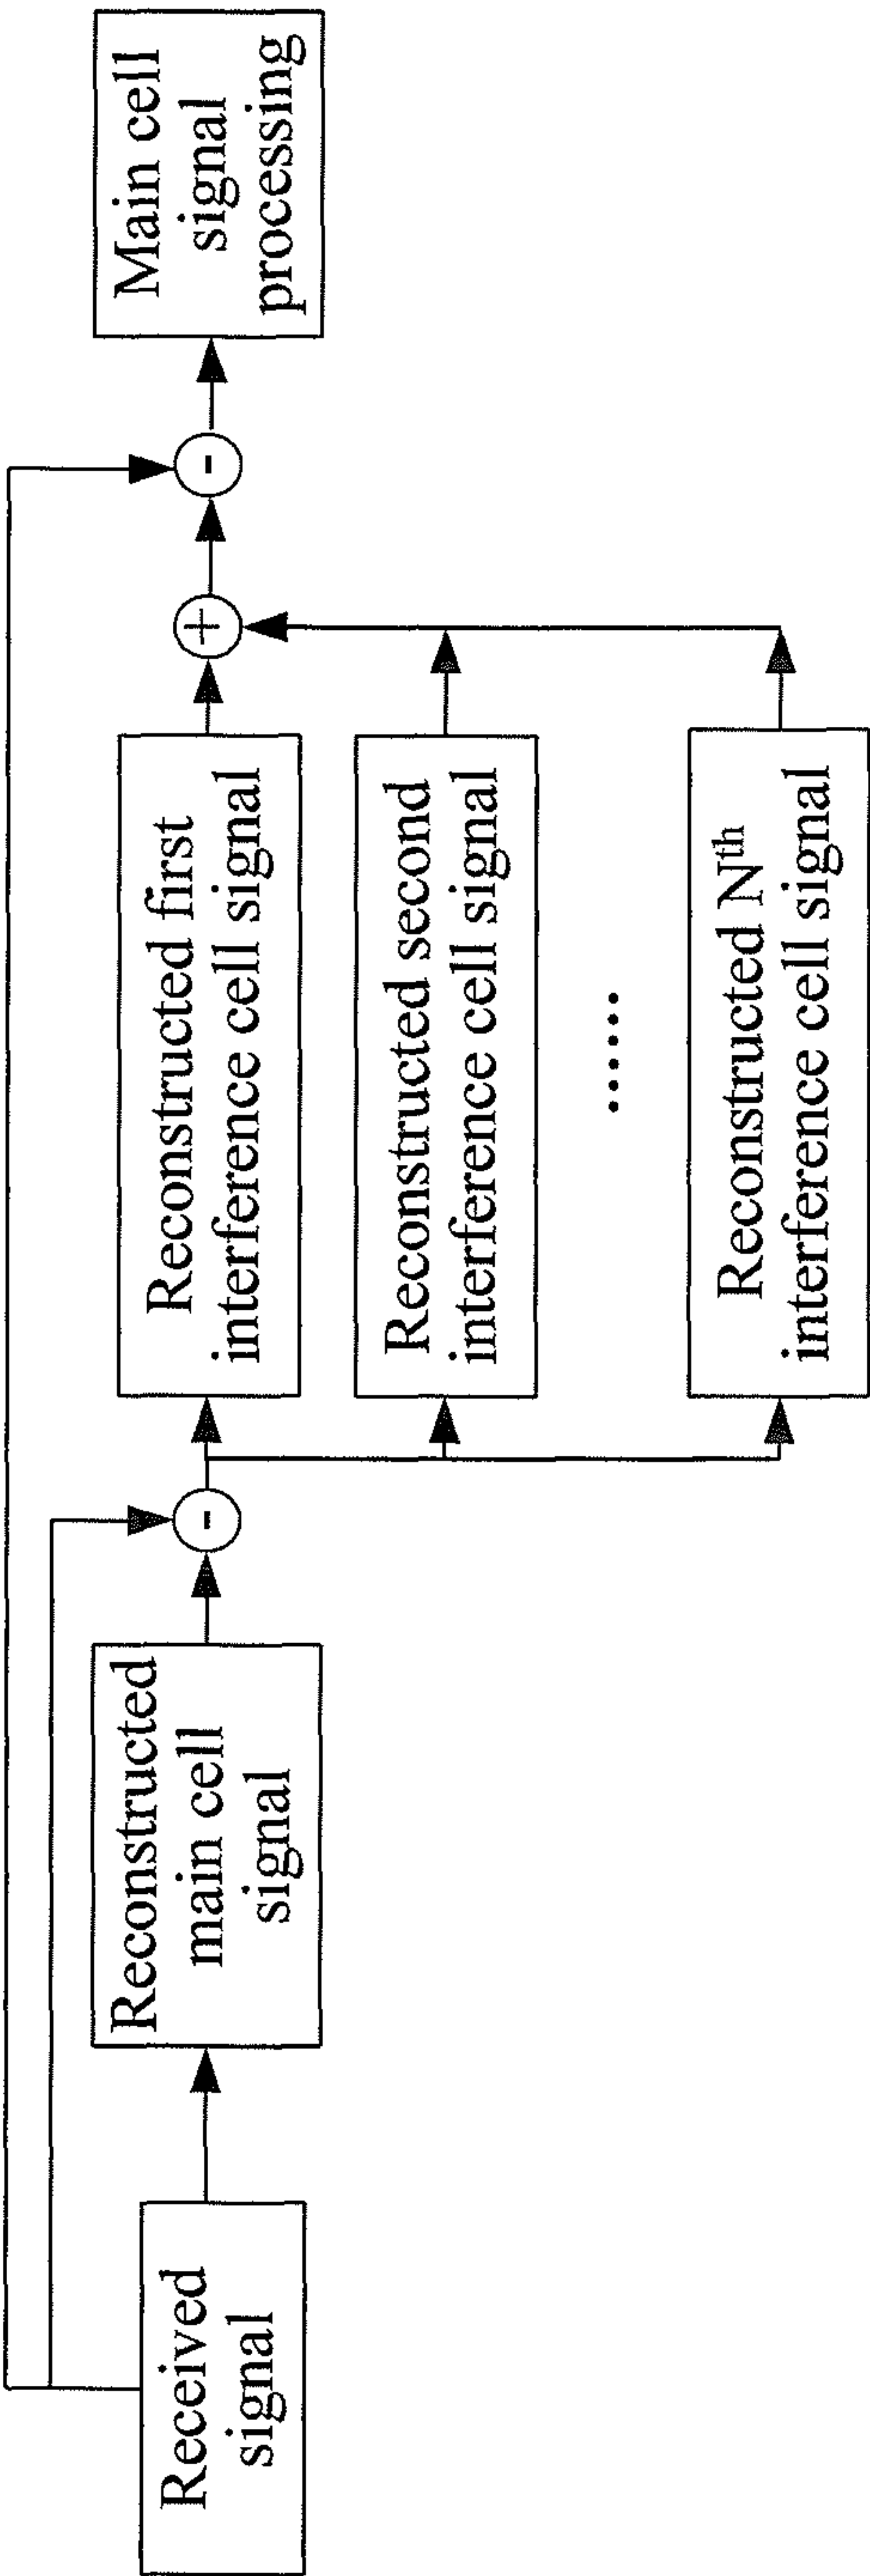 Received
signal
Reconstructed
main cell
signal
-
Reconstructed first
interference cell signal
Reconstructed second
interference cell signal
......
Reconstructed Nth
interference cell signal
+
-
Main cell
signal
processing